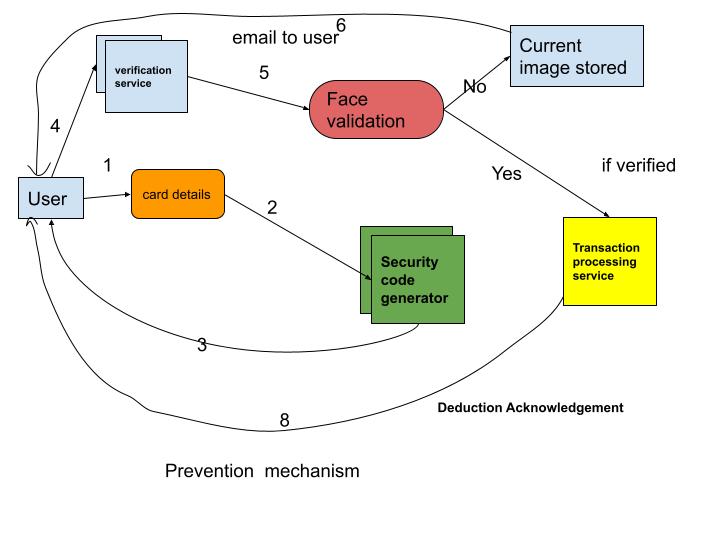 6
email to user
Current
image stored
verification
service
5
No
Face
validation
4
1
Yes
if verified
User
card details
2
Transaction
processing
service
Security
code
generator
3
Deduction Acknowledgement
8
Prevention mechanism